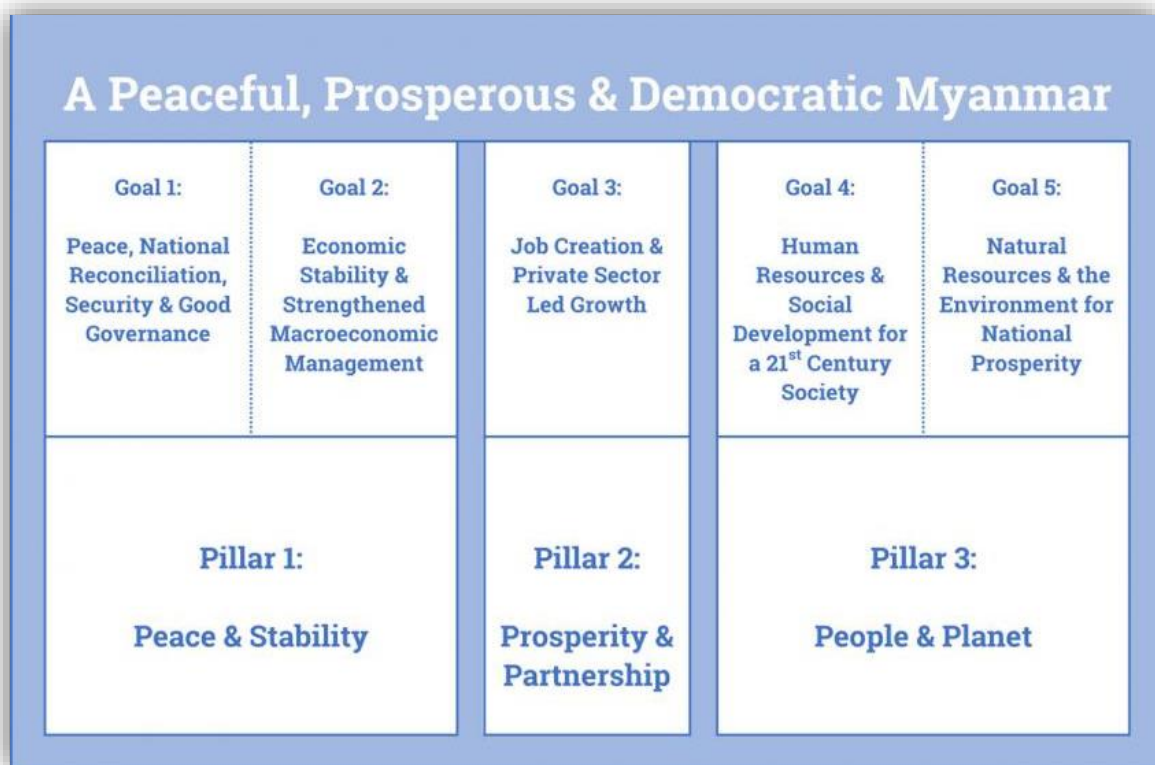 A Peaceful, Prosperous & Democratic Myanmar
Goal 1:
Peace, National
Reconciliation,
Security & Good
Governance
Goal 2:
Economic
Stability &
Strengthened
Macroeconomic
Management
Goal 3:
Job Creation &
Private Sector
Led Growth
Goal 4:
Human
Resources &
Social
Development for
a 21st Century
Society
Goal 5:
Natural
Resources & the
Environment for
National
Prosperity
Pillar 1:
Peace & Stability
Pillar 2:
Prosperity &
Partnership
Pillar 3:
People & Planet